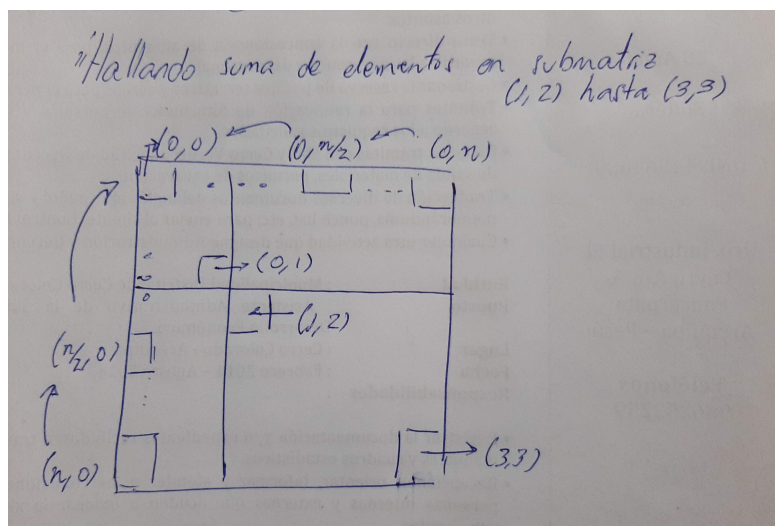 "Hallando suma de elementos en submatriz
(1,2) hasta (3,3)
(0,0) (0,n/2) (0,n)
(0,1)
(1,2)
(n/2,0)
(n,0) (3,3)